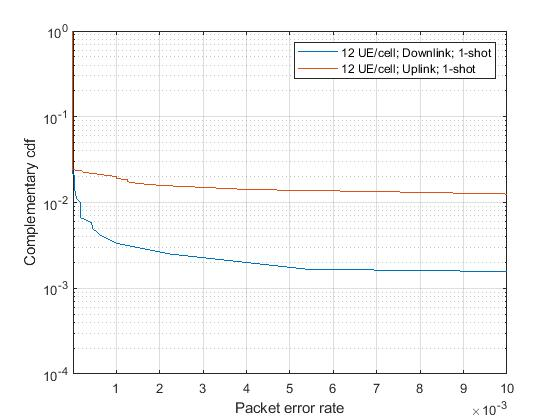 12 UE/cell; Downlink; 1-shot
12 UE/cell; Uplink; 1-shot
Complementary cdf
10^0
10^-1
10^-2
10^-3
10^-4
1 2 3 4 5 6 7 8 9 10
×10^-3
Packet error rate